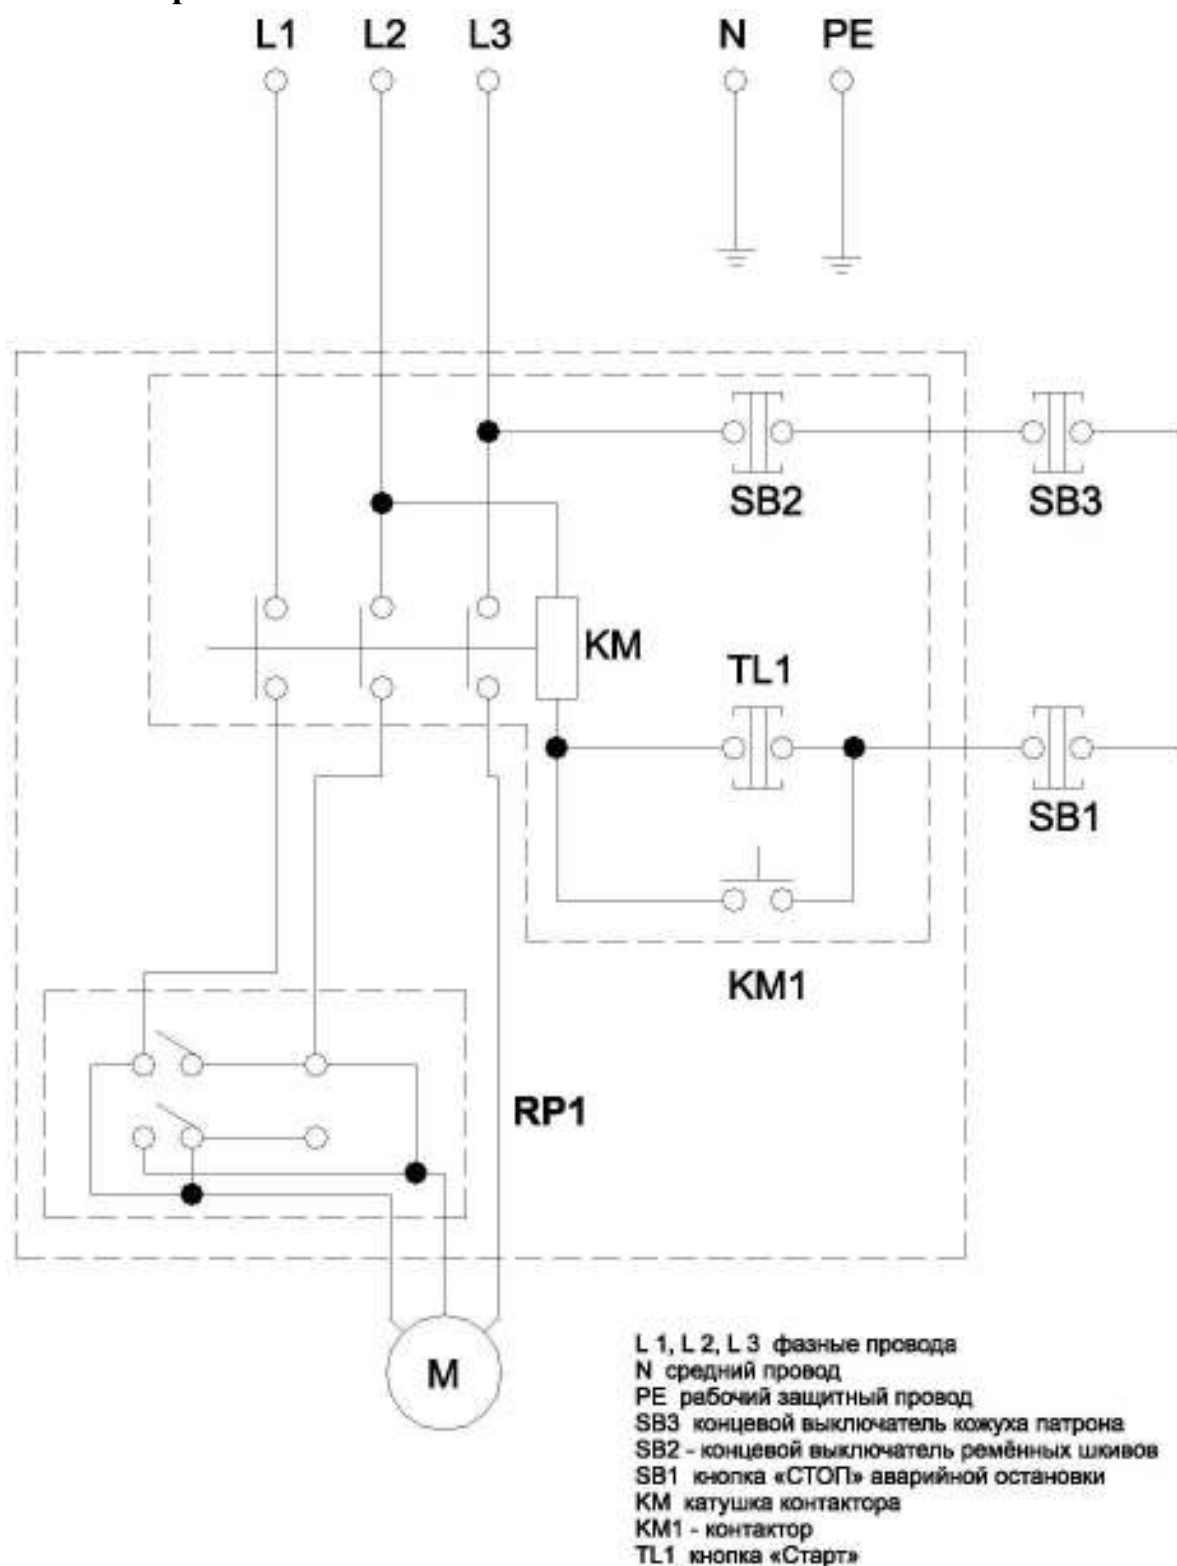 L1 L2 L3 N PE
SB2 SB3
KM
TL1
SB1
KM1
RP1
M
L 1, L 2, L 3 фазные провода
N средний провод
PE рабочий защитный провод
SB3 концевой выключатель кожуха патрона
SB2 - концевой выключатель ремённых шкивов
SB1 кнопка «СТОП» аварийной остановки
KM катушка контактора
KM1 - контактор
TL1 кнопка «Старт»